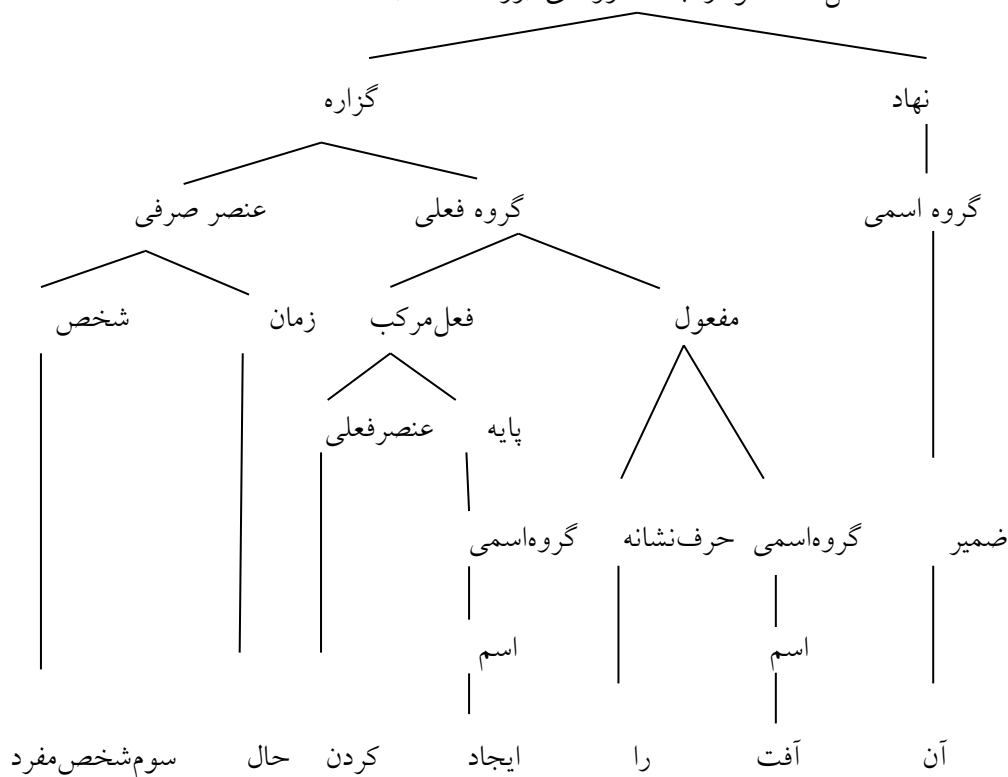 نهاد گزاره
گروه اسمی گروه فعلی عنصر صرفی
مفعول فعل‌مرکب زمان شخص
پایه عنصرفعلی
ضمیر گروه‌اسمی حرف‌نشانه گروه‌اسمی
اسم اسم
آن آفت را ایجاد کردن حال سوم‌شخص‌مفرد